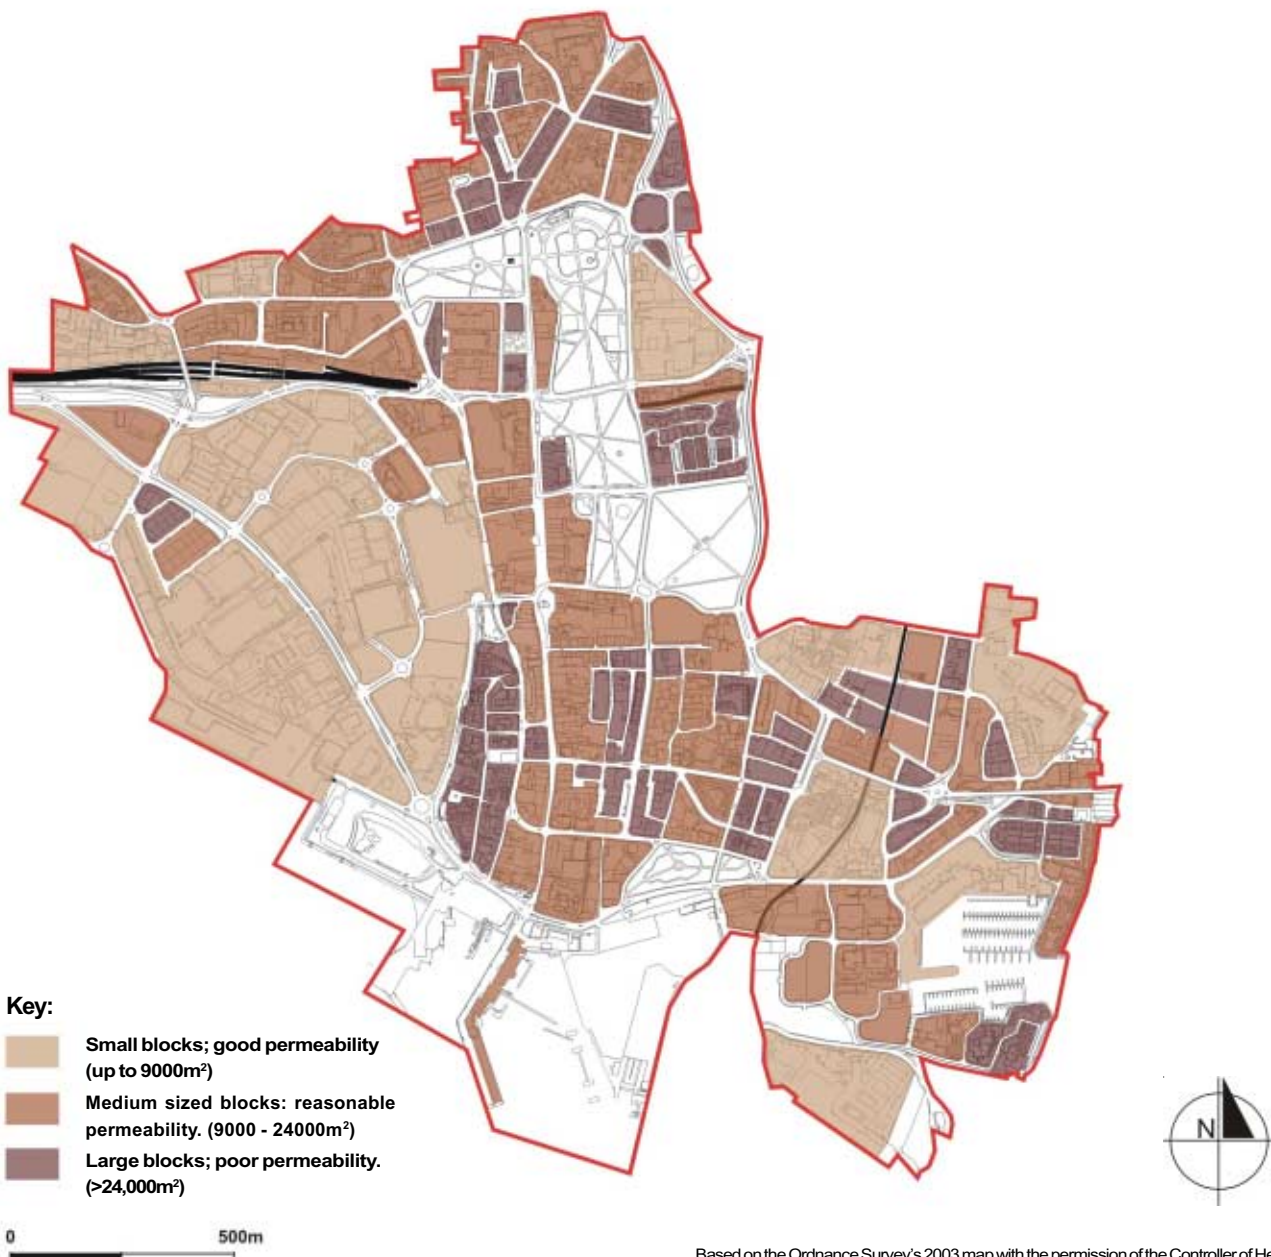 Key:
Small blocks; good permeability
(up to 9000m²)
Medium sized blocks: reasonable
permeability. (9000 - 24000m²)
Large blocks; poor permeability.
(>24,000m²)
N
0 500m
Based on the Ordnance Survey's 2003 map with the permission of the Controller of He